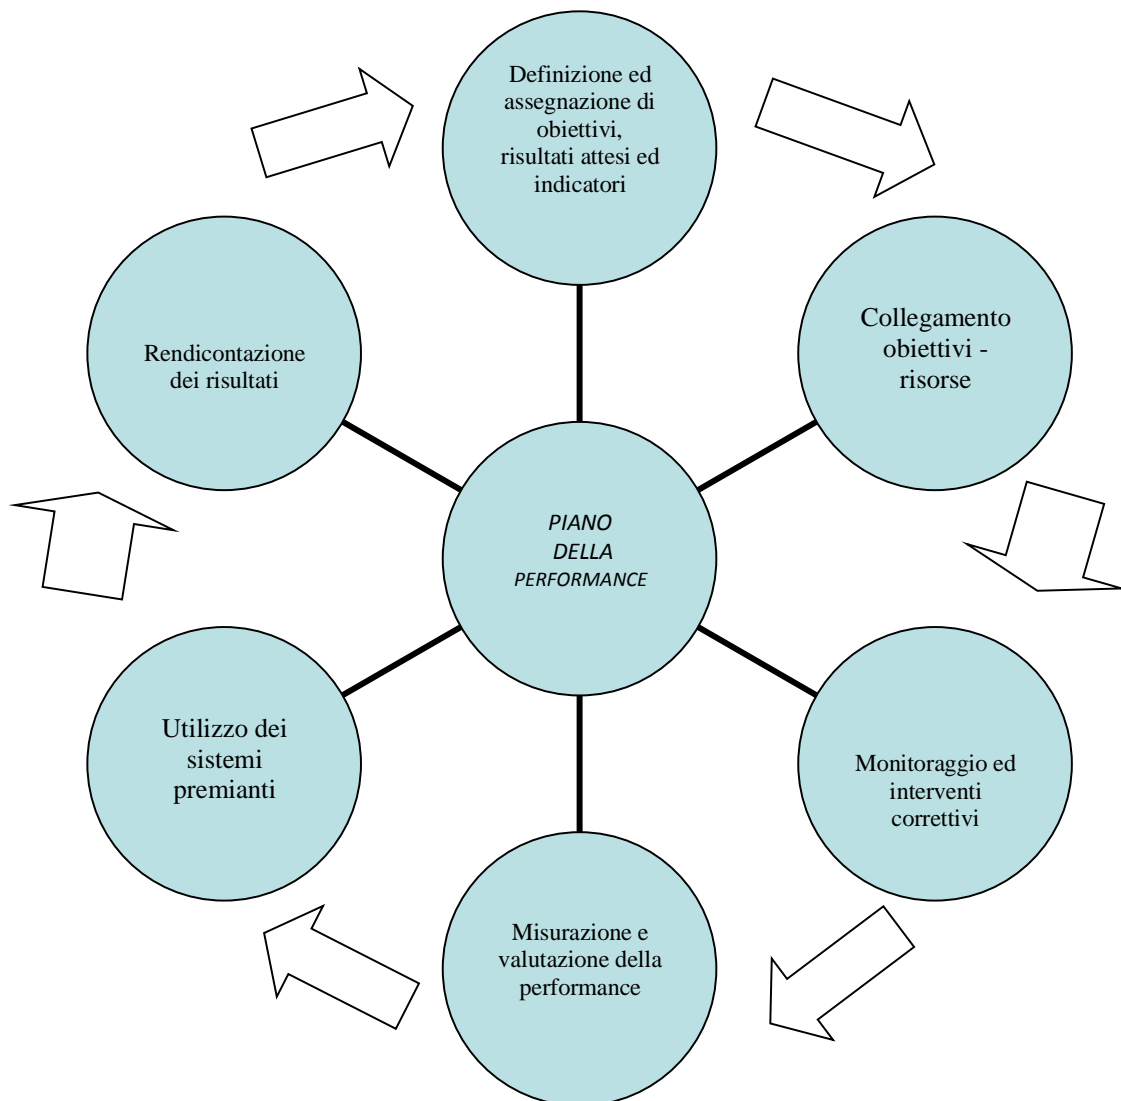 Definizione ed
assegnazione di
obiettivi,
risultati attesi ed
indicatori
Collegamento
obiettivi -
risorse
Monitoraggio ed
interventi
correttivi
Misurazione e
valutazione della
performance
Utilizzo dei
sistemi
premianti
Rendicontazione
dei risultati
PIANO
DELLA
PERFORMANCE